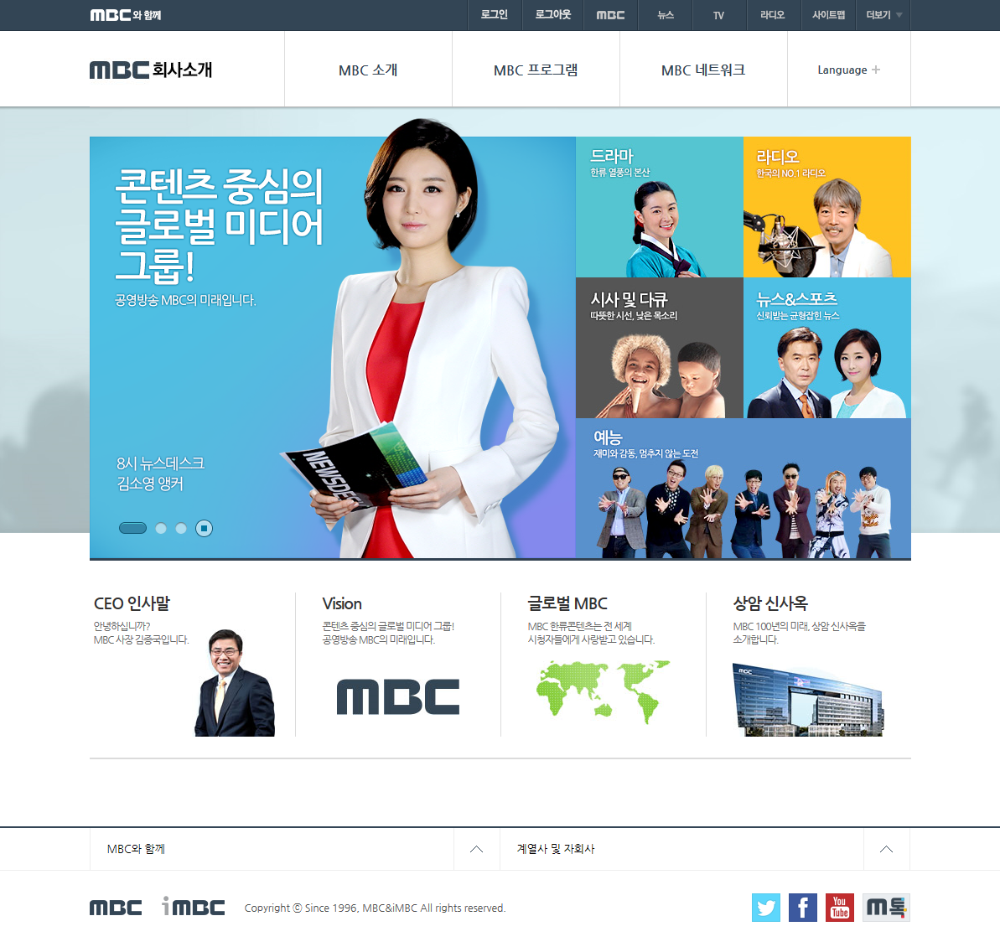 MBC와 함께
로그인
로그아웃
MBC
뉴스
TV
라디오
사이트맵
더보기
MBC 회사소개
MBC 소개
MBC 프로그램
MBC 네트워크
Language
콘텐츠 중심의
글로벌 미디어
그룹!
공영방송 MBC의 미래입니다.
8시 뉴스데스크
김소영 앵커
NEWSDES
드라마
한류 열풍의 본산
라디오
한국의 NO.1 라디오
시사 및 다큐
따뜻한 시선, 낮은 목소리
뉴스&스포츠
신뢰받는 균형잡힌 뉴스
예능
재미와 감동, 멈추지 않는 도전
CEO 인사말
안녕하십니까?
MBC 사장 김종국입니다.
Vision
콘텐츠 중심의 글로벌 미디어 그룹!
공영방송 MBC의 미래입니다.
MBC
글로벌 MBC
MBC 한류콘텐츠는 전 세계
시청자들에게 사랑받고 있습니다.
상암 신사옥
MBC 100년의 미래, 상암 신사옥을
소개합니다.
MBC
MBC와 함께
계열사 및 자회사
MBC
iMBC
Copyright ⓒ Since 1996, MBC&iMBC All rights reserved.
You
Tube
M톡